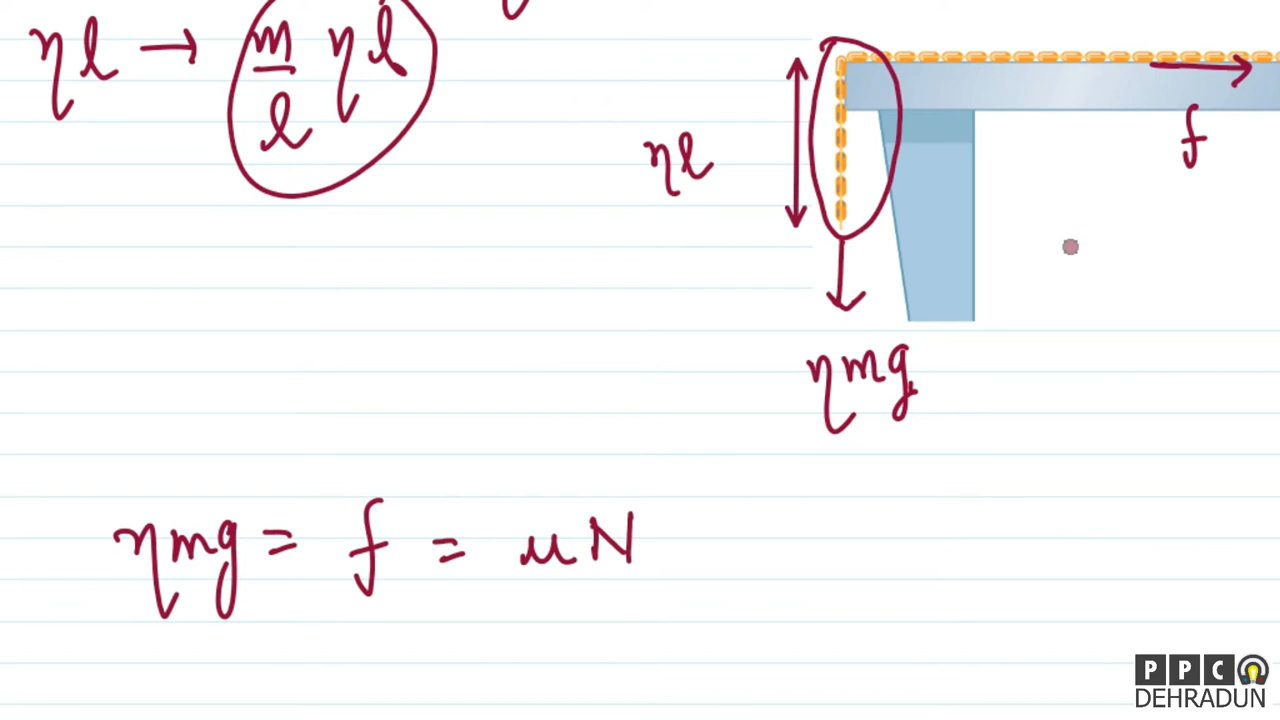 ηl → m/l ηl
f
ηl
ηmg
ηmg = f = μN
PPC
DEHRADUN